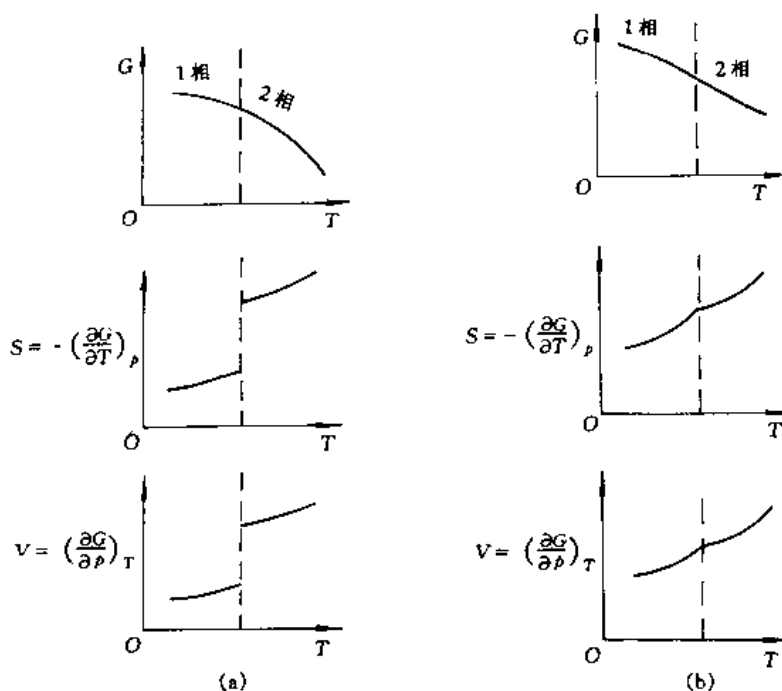 G
1 相
2 相
O
T
S = - (∂G/∂T)p
O
T
V = (∂G/∂p)T
O
T
(a)
G
1 相
2 相
O
T
S = - (∂G/∂T)p
O
T
V = (∂G/∂p)T
O
T
(b)